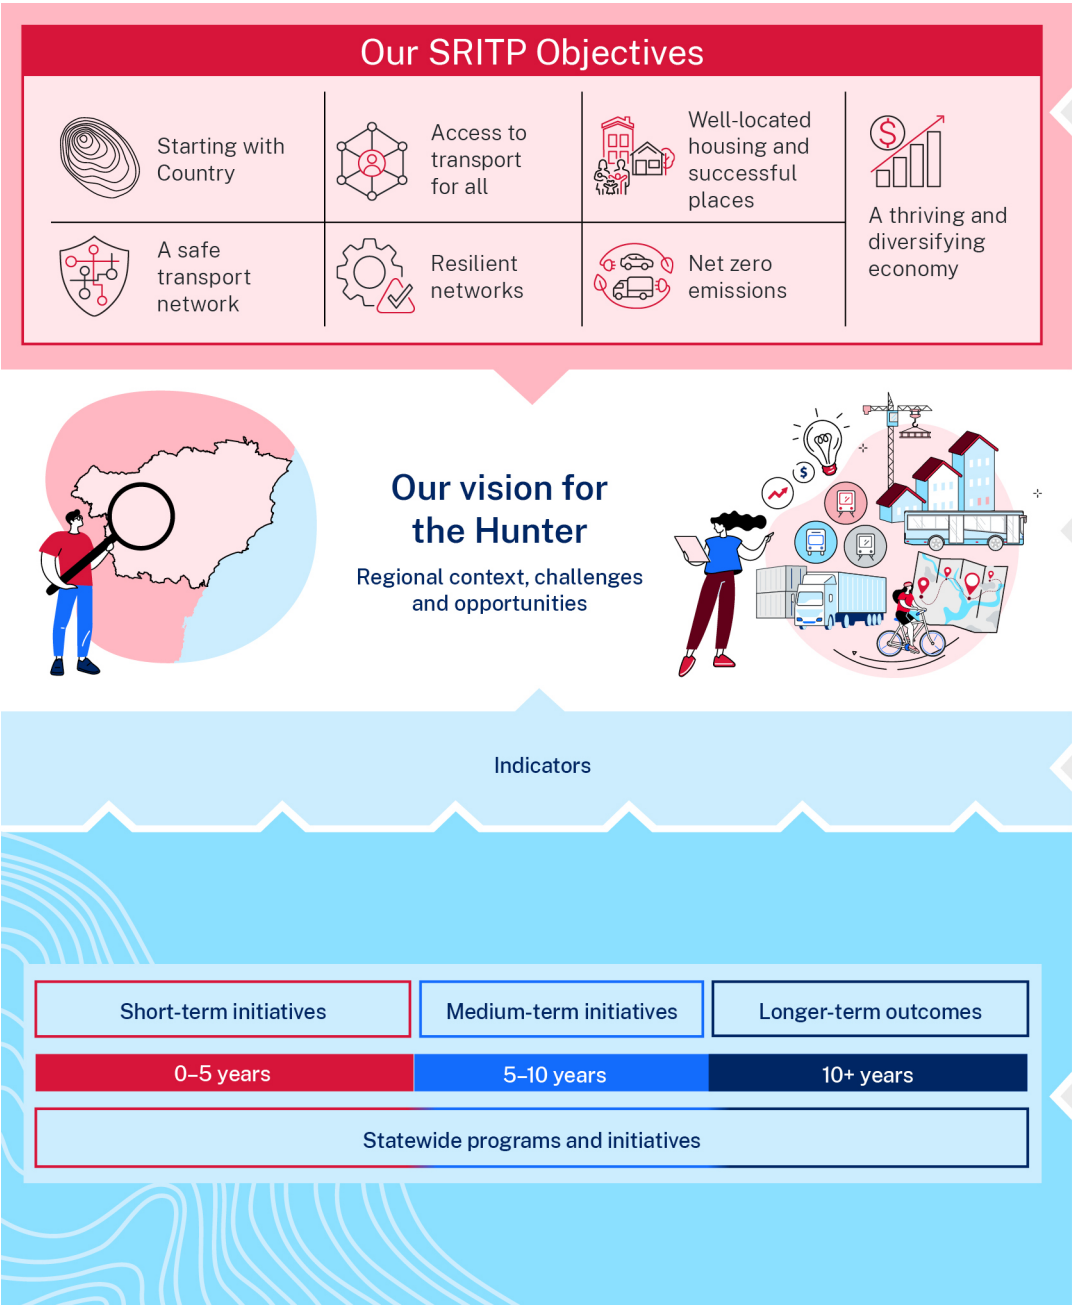 Our SRITP Objectives
Starting with
Country
Access to
transport
for all
Well-located
housing and
successful
places
$
A thriving and
diversifying
economy
A safe
transport
network
Resilient
networks
Net zero
emissions
$
Our vision for
the Hunter
Regional context, challenges
and opportunities
Indicators
Short-term initiatives
Medium-term initiatives
Longer-term outcomes
0–5 years
5–10 years
10+ years
Statewide programs and initiatives